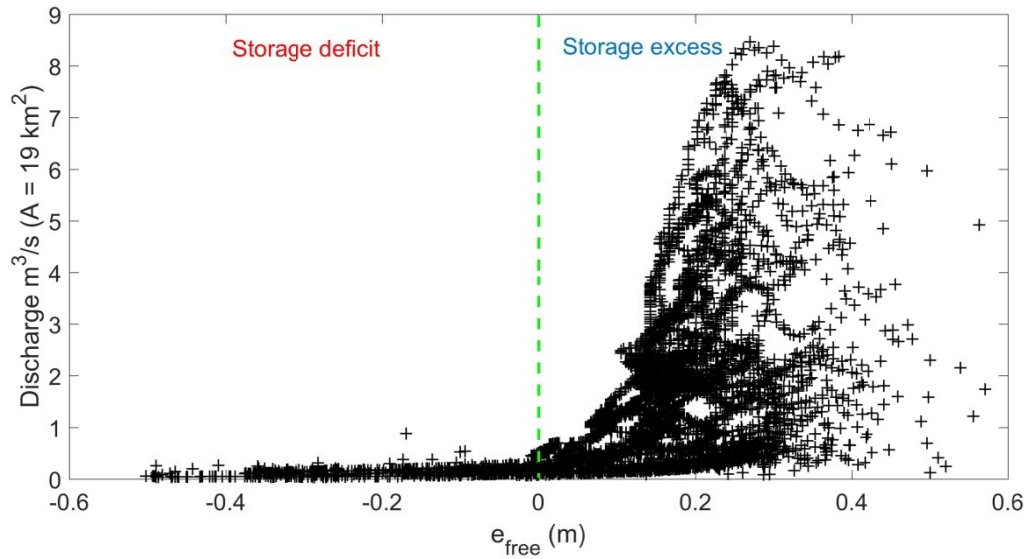 Storage deficit
Storage excess
Discharge m³/s (A = 19 km²)
9
8
7
6
5
4
3
2
1
0
-0.6 -0.4 -0.2 0 0.2 0.4 0.6
e_free (m)